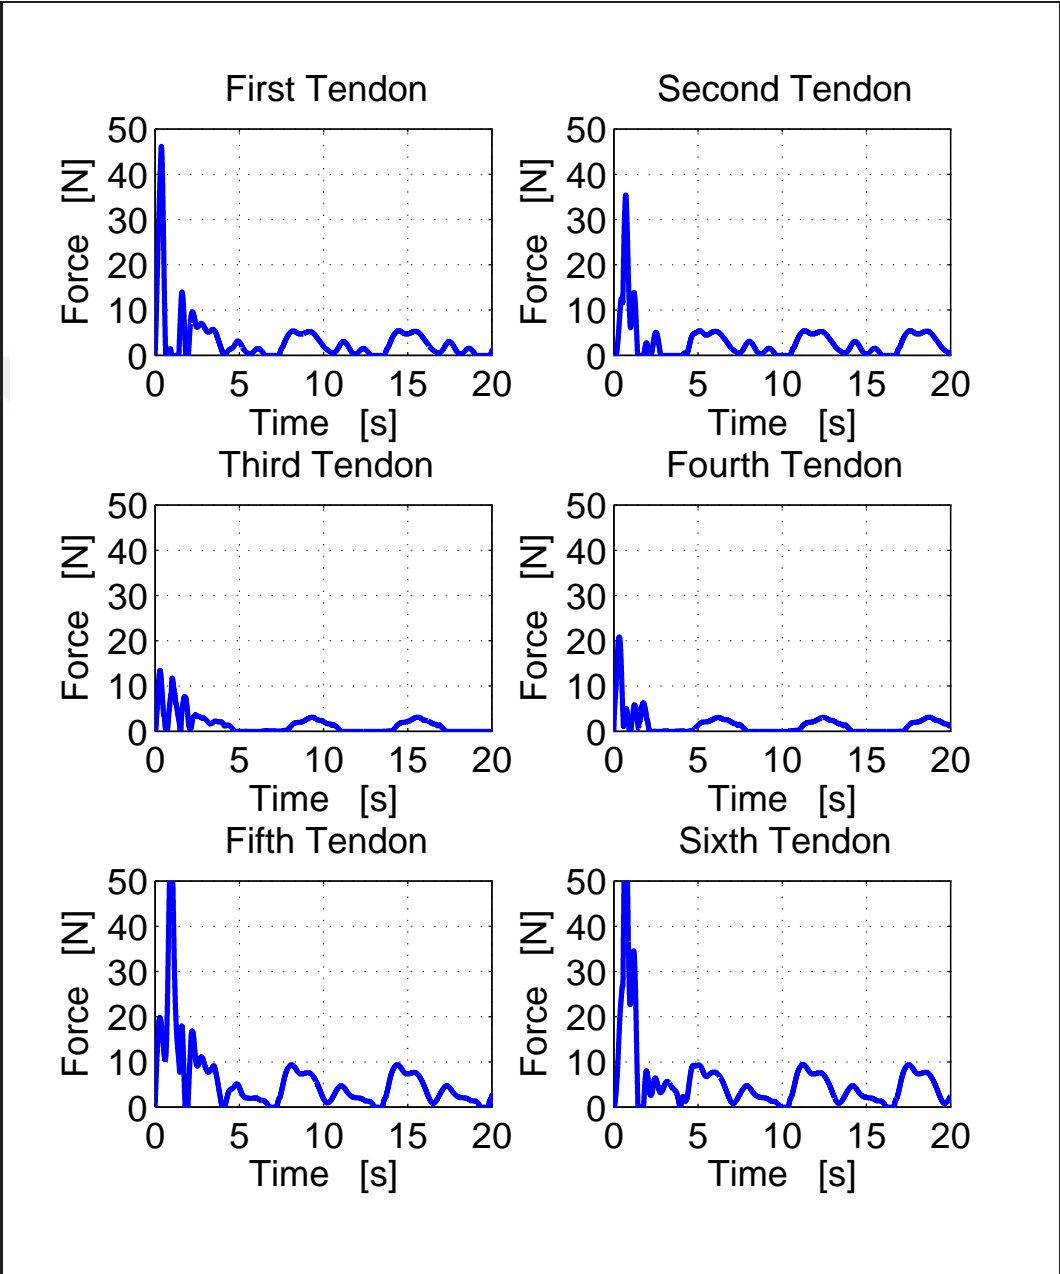 First Tendon
50
40
30
20
10
0
0 5 10 15 20
Force [N]
Time [s]
Second Tendon
50
40
30
20
10
0
0 5 10 15 20
Force [N]
Time [s]
Third Tendon
50
40
30
20
10
0
0 5 10 15 20
Force [N]
Time [s]
Fourth Tendon
50
40
30
20
10
0
0 5 10 15 20
Force [N]
Time [s]
Fifth Tendon
50
40
30
20
10
0
0 5 10 15 20
Force [N]
Time [s]
Sixth Tendon
50
40
30
20
10
0
0 5 10 15 20
Force [N]
Time [s]